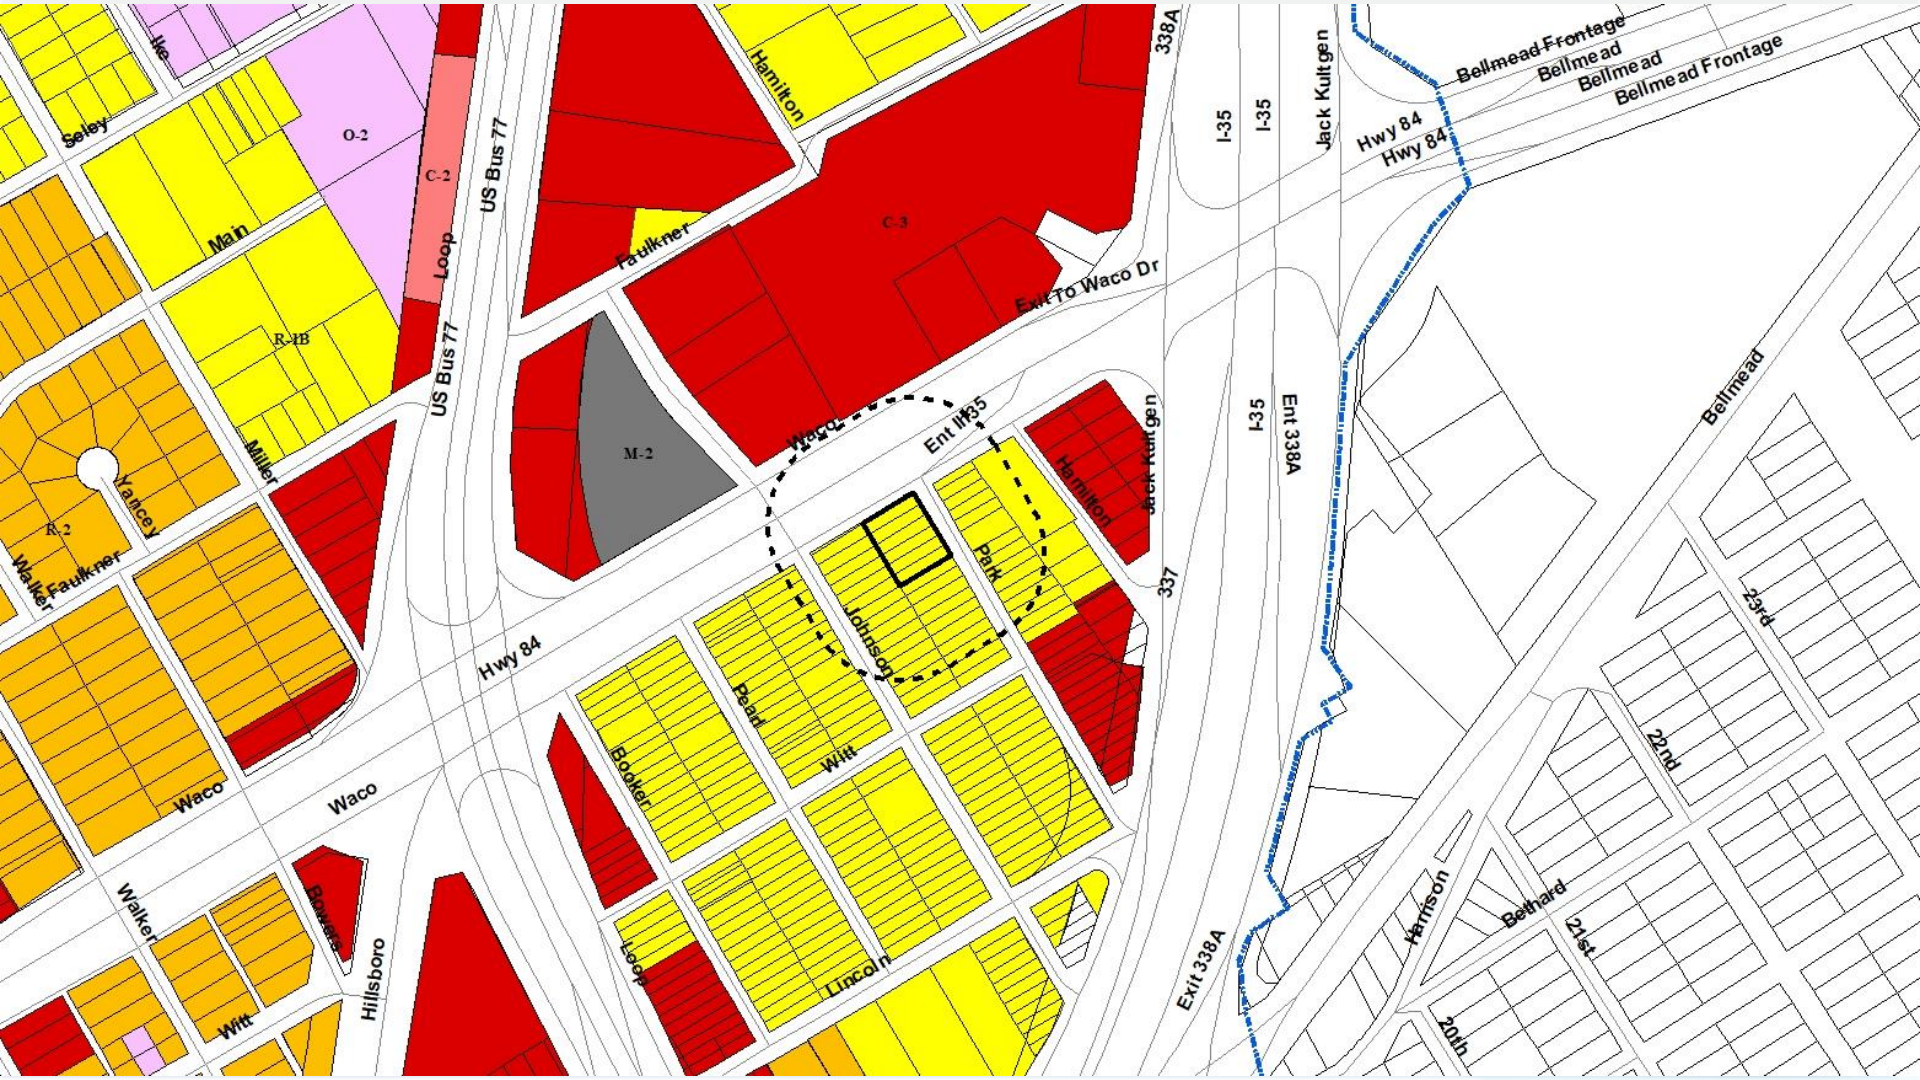 Ike
338A
Jack Kultgen
Bellmead Frontage
Bellmead
Bellmead
Bellmead Frontage
Hamilton
Seley
O-2
I-35
I-35
Hwy 84
Hwy 84
C-2
US Bus 77
Main
Loop
Faulkner
C-3
Exit To Waco Dr
R-1B
US Bus 77
Bellmead
Waco
Ent I-35
I-35
Ent 338A
Jack Kultgen
Miller
M-2
Hamilton
Yancey
R-2
Walker
Faulkner
Park
337
23rd
Johnson
Hwy 84
Pearl
22nd
Booker
Witt
Waco
Waco
Walker
Bowers
Harrison
Bethard
21st
Loop
Lincoln
Hillsboro
Exit 338A
Witt
20th